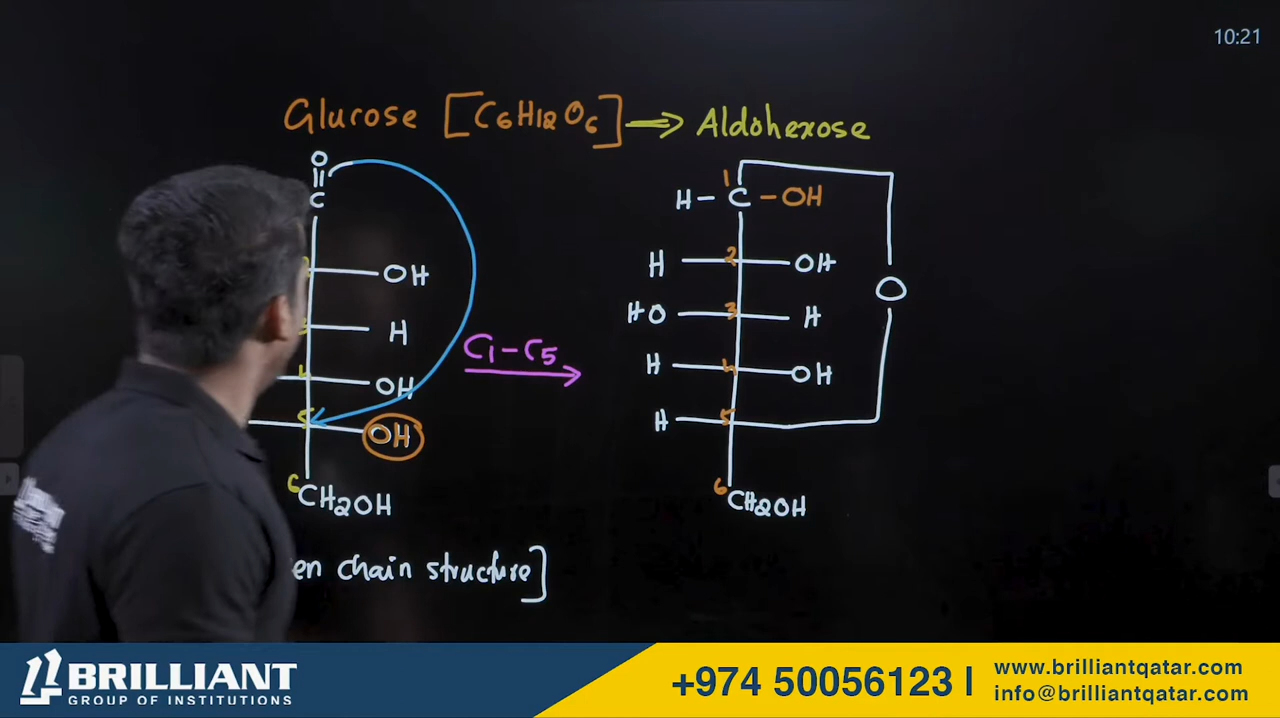 10:21
Glucose [C6H12O6] ⟹ Aldohexose
O
C
OH
H
4 OH
5 OH
6 CH2OH
en chain structure]
C1-C5
1
H-C-OH
H 2 OH
HO 3 H
H 4 OH
H 5
O
6 CH2OH
BRILLIANT
GROUP OF INSTITUTIONS
+974 50056123 |
www.brilliantqatar.com
info@brilliantqatar.com